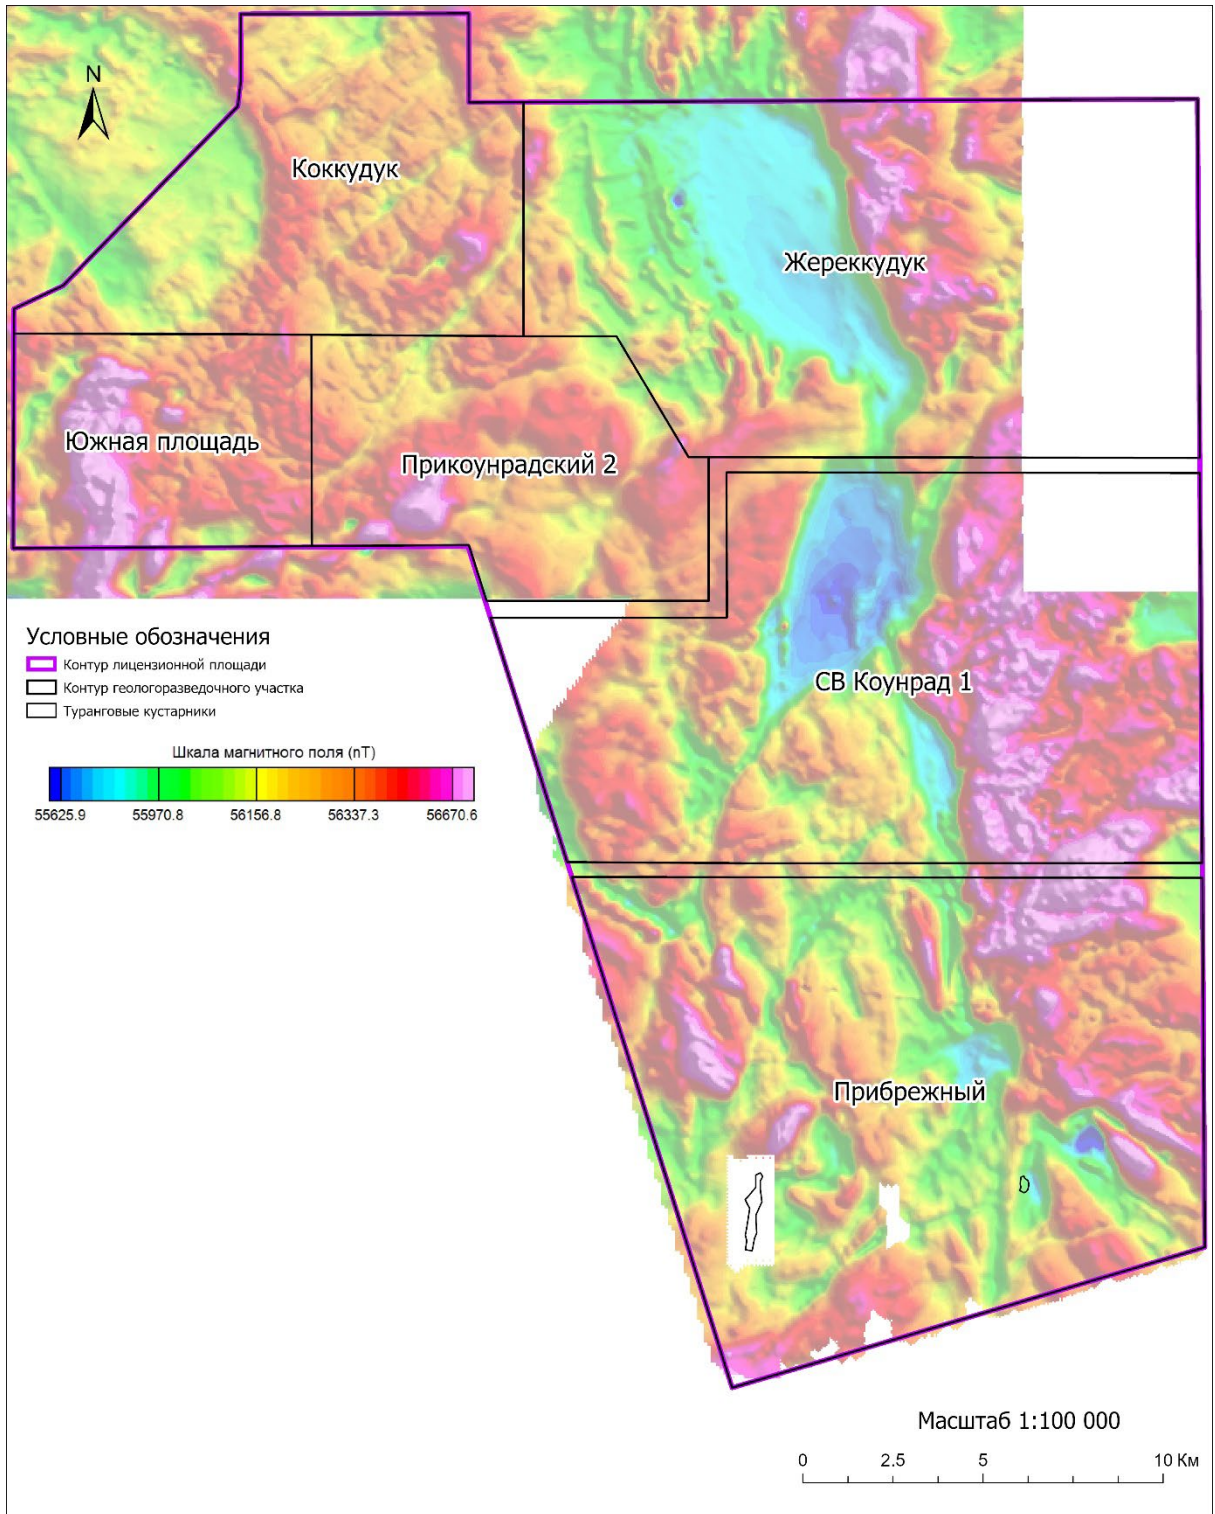 N
Коккудук
Жереккудук
Южная площадь
Прикоунрадский 2
СВ Коунрад 1
Прибрежный
Условные обозначения
Контур лицензионной площади
Контур геологоразведочного участка
Туранговые кустарники
Шкала магнитного поля (nT)
55625.9 55970.8 56156.8 56337.3 56670.6
Масштаб 1:100 000
0 2.5 5 10 Км